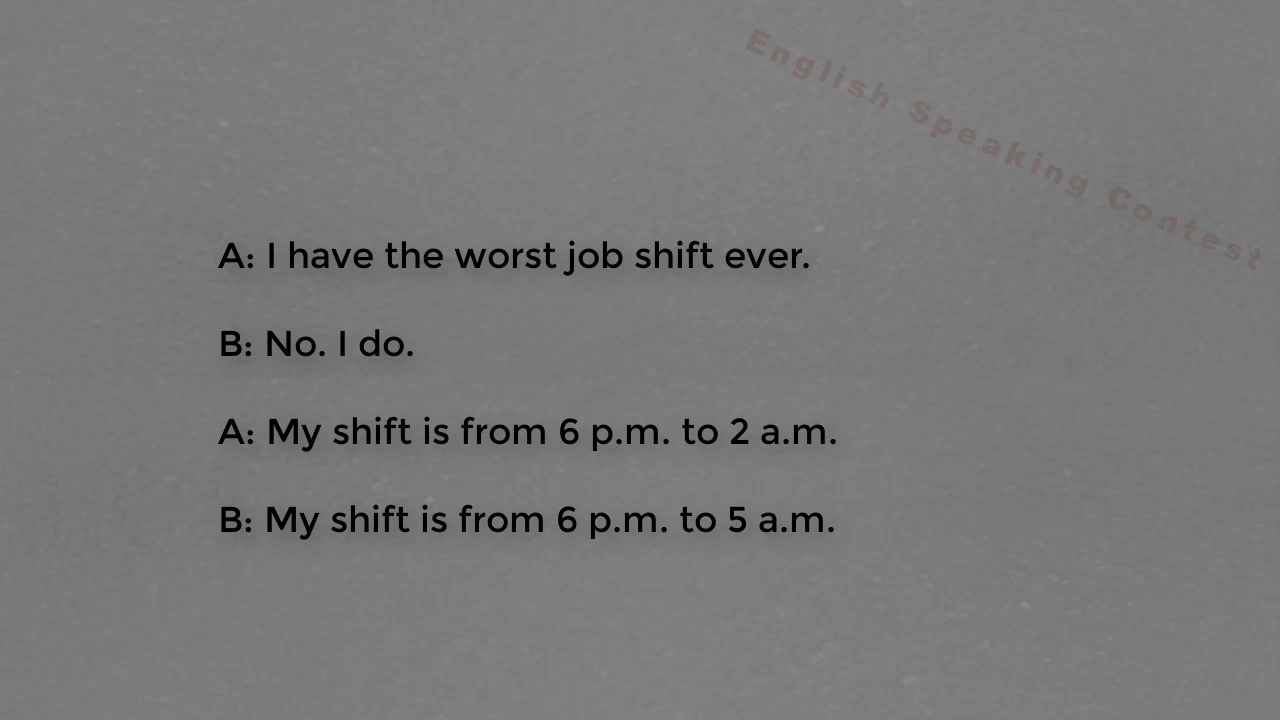 English Speaking Contest
A: I have the worst job shift ever.
B: No. I do.
A: My shift is from 6 p.m. to 2 a.m.
B: My shift is from 6 p.m. to 5 a.m.